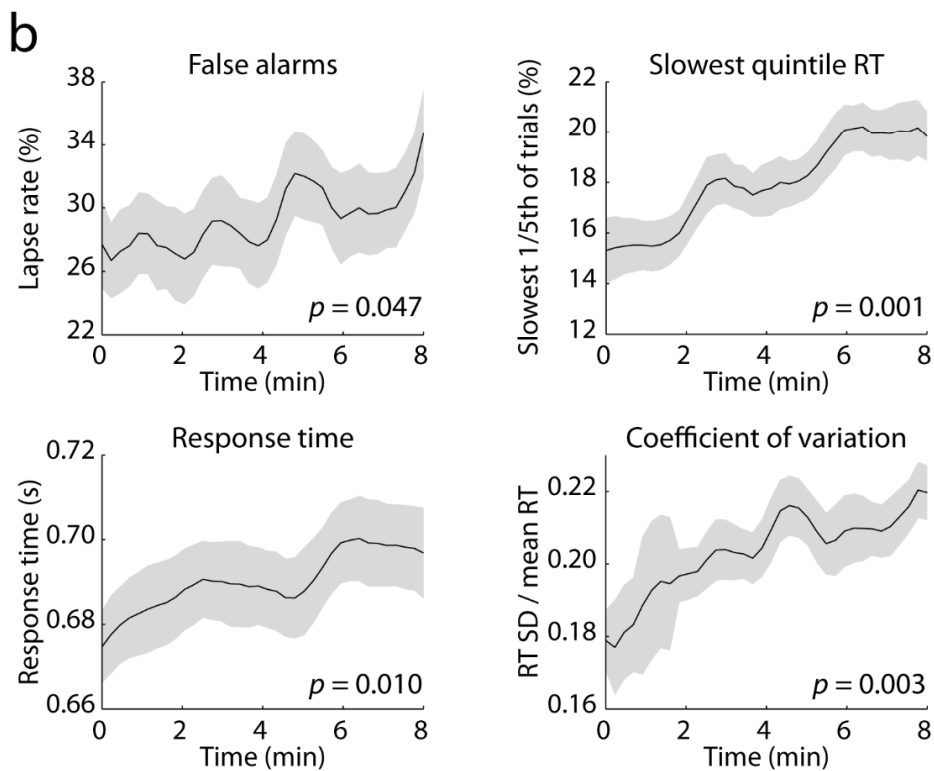 b
False alarms
Lapse rate (%)
38
34
30
26
22
0 2 4 6 8
Time (min)
p = 0.047
Slowest quintile RT
Slowest 1/5th of trials (%)
22
20
18
16
14
12
0 2 4 6 8
Time (min)
p = 0.001
Response time
Response time (s)
0.72
0.70
0.68
0.66
0 2 4 6 8
Time (min)
p = 0.010
Coefficient of variation
RT SD / mean RT
0.22
0.20
0.18
0.16
0 2 4 6 8
Time (min)
p = 0.003